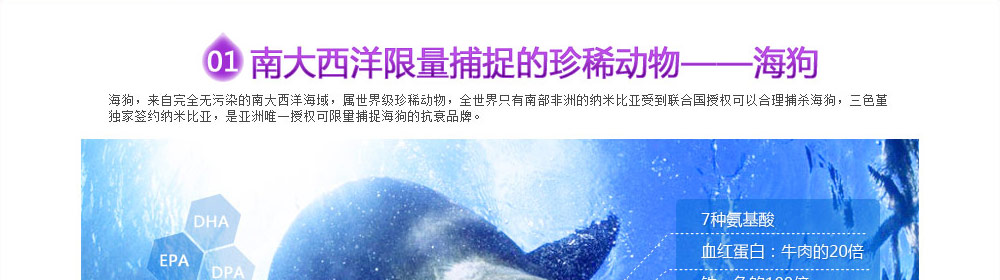 01 南大西洋限量捕捉的珍稀动物——海狗
海狗，来自完全无污染的南大西洋海域，属世界级珍稀动物，全世界只有南部非洲的纳米比亚受到联合国授权可以合理捕杀海狗，三色堇
独家签约纳米比亚，是亚洲唯一授权可限量捕捉海狗的抗衰品牌。
DHA
EPA
DPA
7种氨基酸
血红蛋白：牛肉的20倍